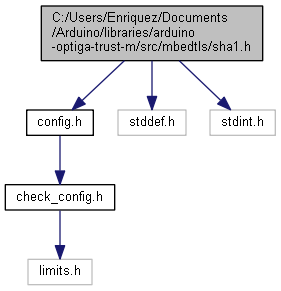 C:/Users/Enriquez/Documents
/Arduino/libraries/arduino
-optiga-trust-m/src/mbedtls/sha1.h
config.h
stddef.h
stdint.h
check_config.h
limits.h